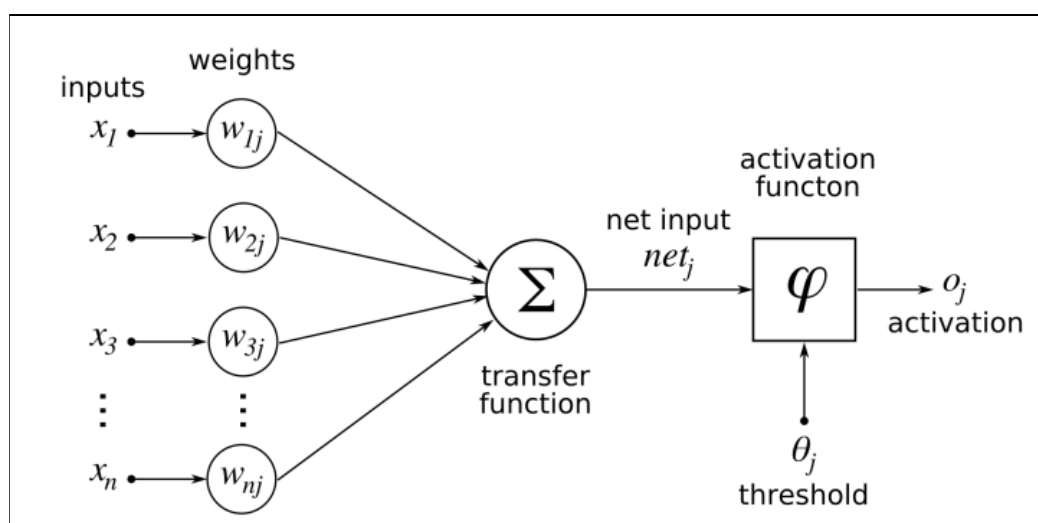 weights
inputs
x1
w1j
x2
w2j
x3
w3j
xn
wnj
Σ
transfer
function
net input
netj
activation
functon
φ
oj
activation
θj
threshold